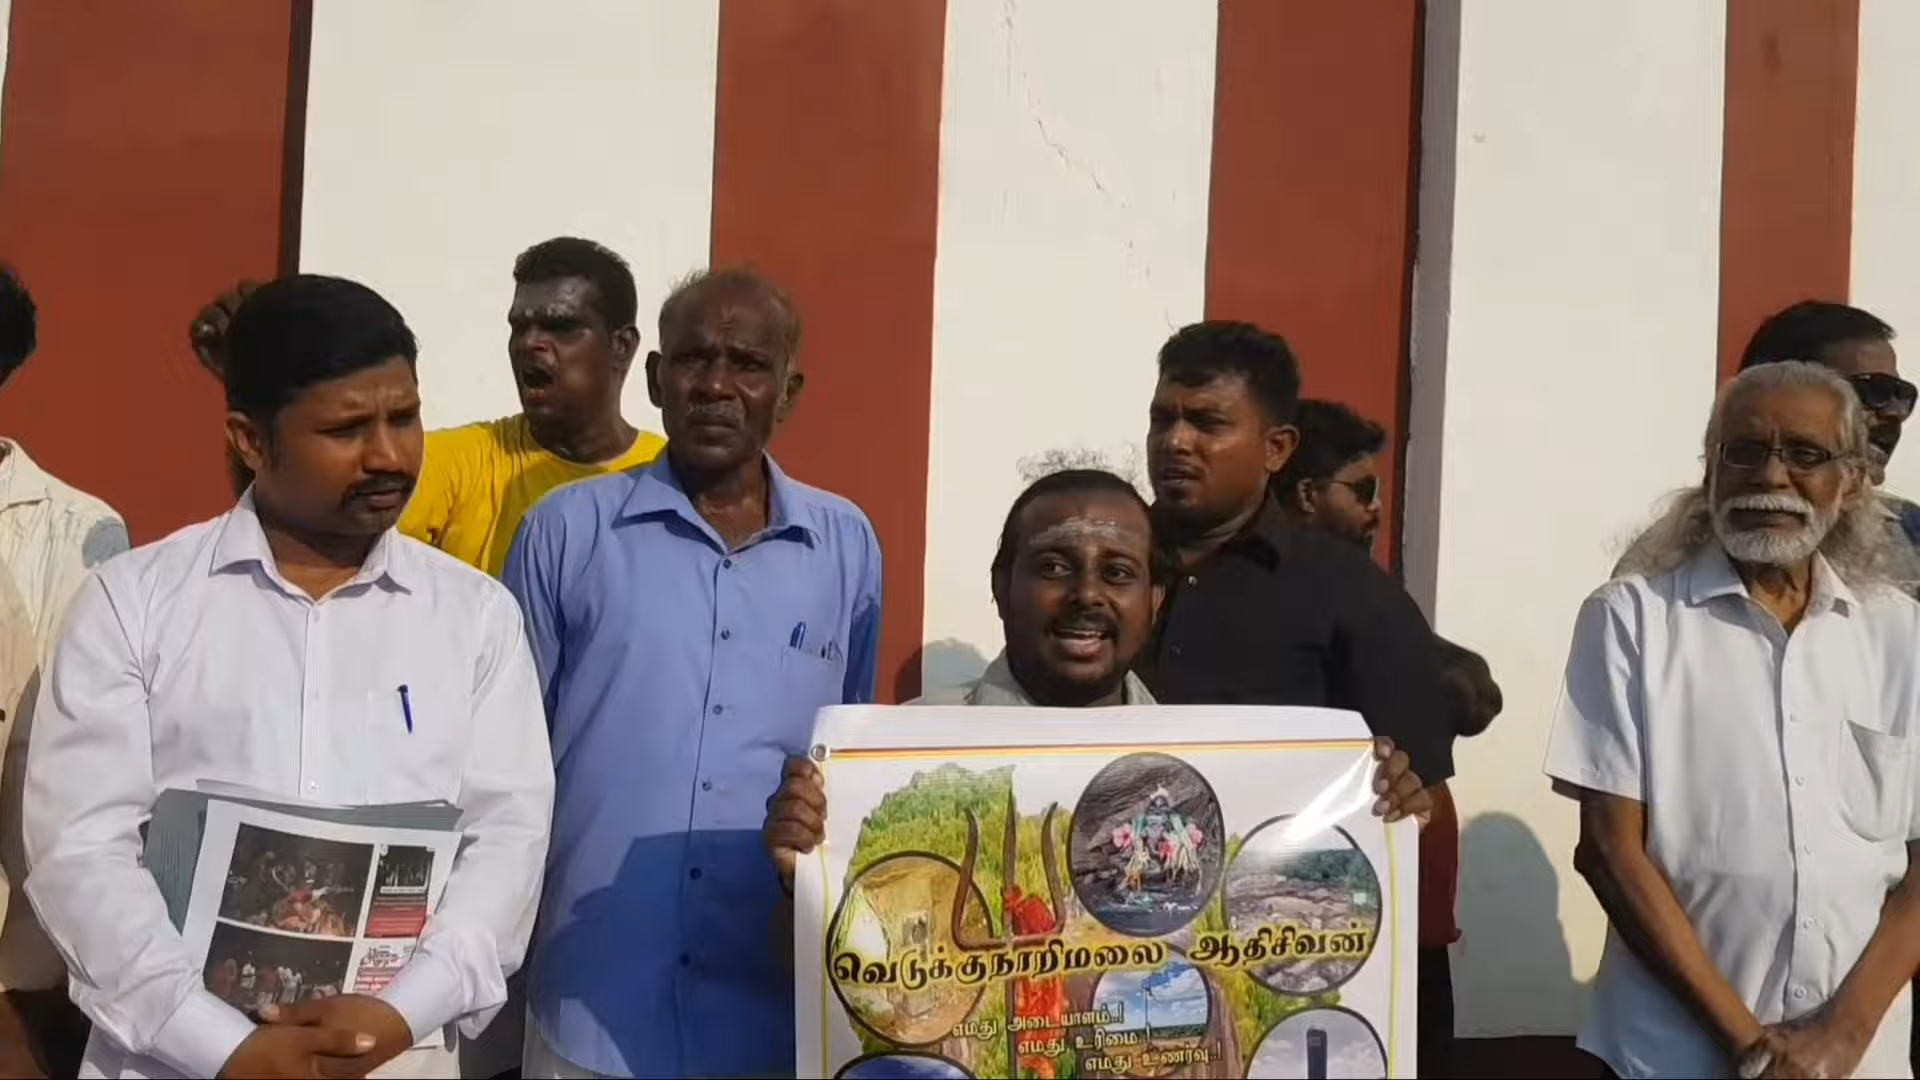 வெடுக்குநாறிமலை ஆதிசிவன்
எமது அடையாளம்..!
எமது உரிமை..!
எமது உணர்வு..!